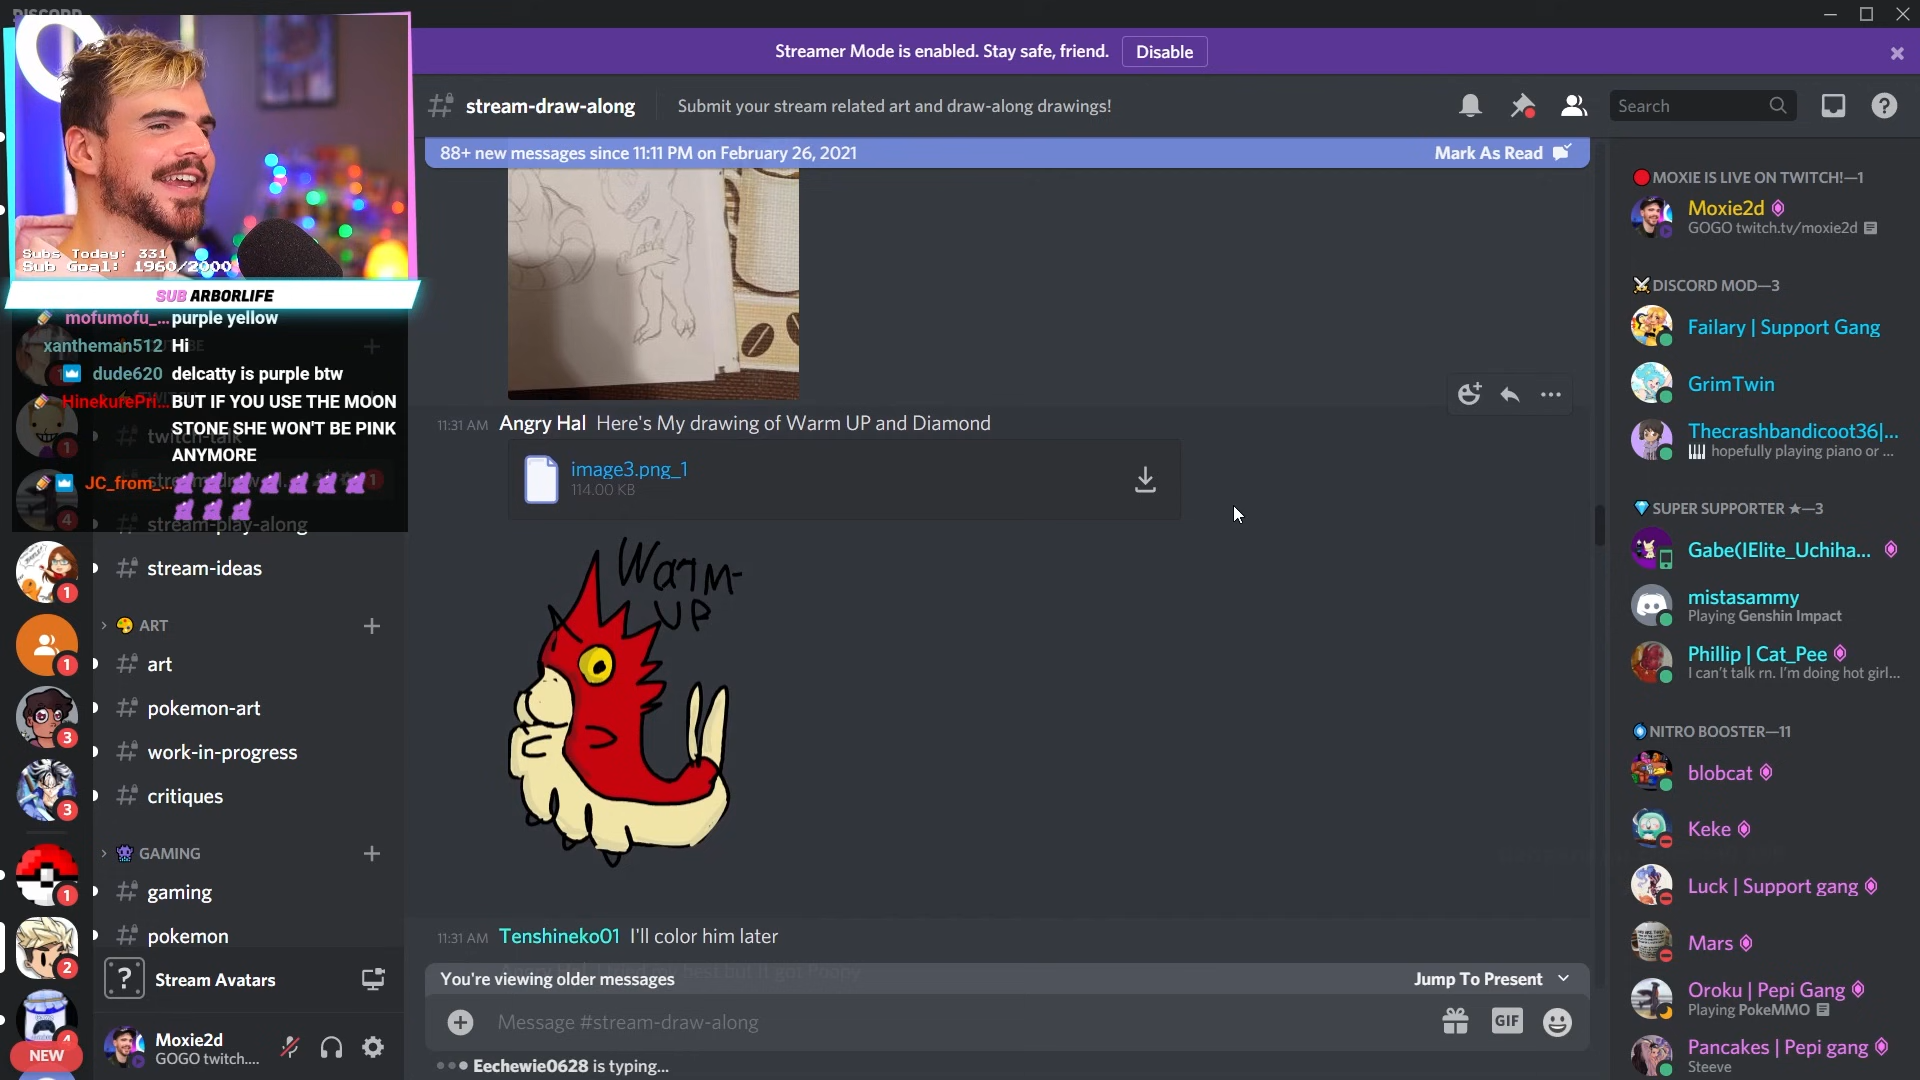 DISCORD
Streamer Mode is enabled. Stay safe, friend.
Disable
stream-draw-along
Submit your stream related art and draw-along drawings!
Search
88+ new messages since 11:11 PM on February 26, 2021
Mark As Read
Subs Today: 331
Sub Goal: 1960/2000
SUB ARBORLIFE
mofumofu_... purple yellow
xantheman512 Hi
dude620 delcatty is purple btw
HinekurePri... BUT IF YOU USE THE MOON
STONE SHE WON'T BE PINK
ANYMORE
JC_from_...
twitch-talk
stream-play-along
stream-ideas
ART
art
pokemon-art
work-in-progress
critiques
GAMING
gaming
pokemon
Stream Avatars
Moxie2d
GOGO twitch....
NEW
11:31 AM Angry Hal Here's My drawing of Warm UP and Diamond
image3.png_1
114.00 KB
Warm-
UP
11:31 AM Tenshineko01 I'll color him later
You're viewing older messages
Jump To Present
Message #stream-draw-along
GIF
Eechewie0628 is typing...
MOXIE IS LIVE ON TWITCH!—1
Moxie2d
GOGO twitch.tv/moxie2d
DISCORD MOD—3
Failary | Support Gang
GrimTwin
Thecrashbandicoot36|...
hopefully playing piano or ...
SUPER SUPPORTER ★—3
Gabe(IElite_Uchiha...
mistasammy
Playing Genshin Impact
Phillip | Cat_Pee
I can't talk rn. I'm doing hot girl...
NITRO BOOSTER—11
blobcat
Keke
Luck | Support gang
Mars
Oroku | Pepi Gang
Playing PokeMMO
Pancakes | Pepi gang
Steeve